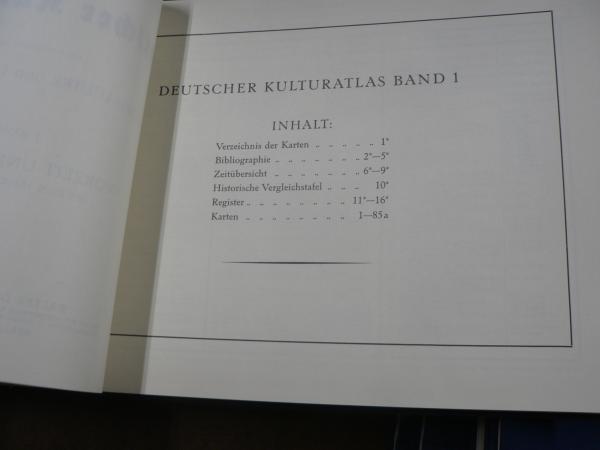 DEUTSCHER KULTURATLAS BAND 1
INHALT:
Verzeichnis der Karten .. .. .. .. .. 1*
Bibliographie .. .. .. .. .. .. .. 2*—5*
Zeitübersicht .. .. .. .. .. .. .. 6*—9*
Historische Vergleichstafel .. .. .. 10*
Register .. .. .. .. .. .. .. .. 11*—16*
Karten .. .. .. .. .. .. .. .. 1—85a